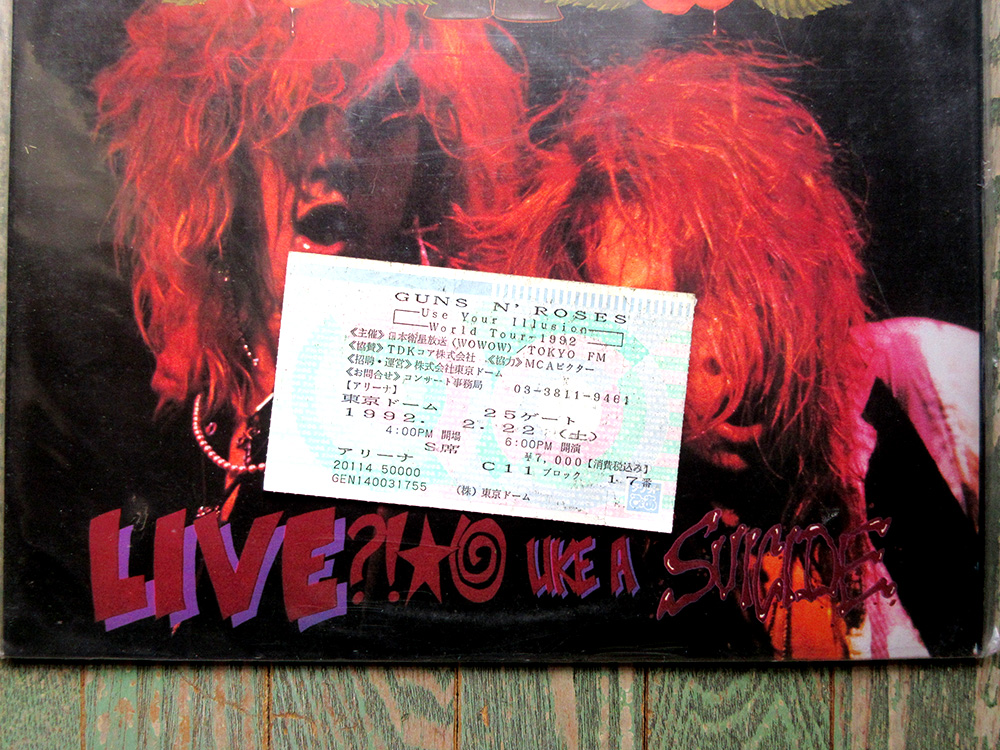 GUNS N' ROSES
Use Your Illusion
World Tour-1992
《主催》日本衛星放送(WOWOW)/TOKYO FM
《協賛》TDKコア株式会社 《協力》MCAビクター
《招聘・運営》株式会社東京ドーム
《お問合せ》コンサート事務局 03-3811-9461
【アリーナ】
東京ドーム 25ゲート
1992. 2.22 (土)
4:00PM 開場 6:00PM 開演
S席 ¥7,000【消費税込み】
アリーナ C11 ブロック 17番
20114 50000
GEN140031755 (株)東京ドーム
LIVE?!★@ LIKE A SUICIDE